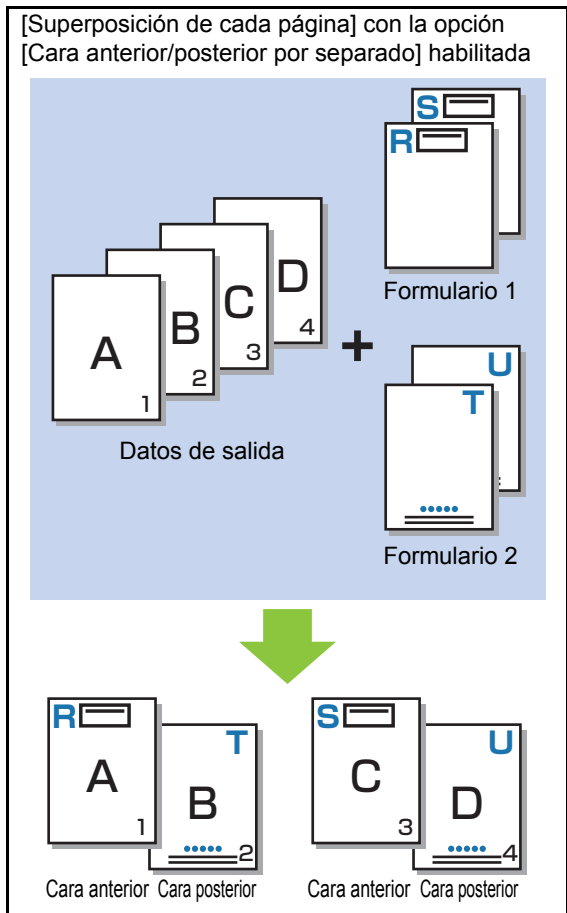 [Superposición de cada página] con la opción
[Cara anterior/posterior por separado] habilitada
S
R
Formulario 1
A
1
B
2
C
3
D
4
+
Datos de salida
U
T
Formulario 2
R
A
1
T
B
2
S
C
3
U
D
4
Cara anterior Cara posterior
Cara anterior Cara posterior